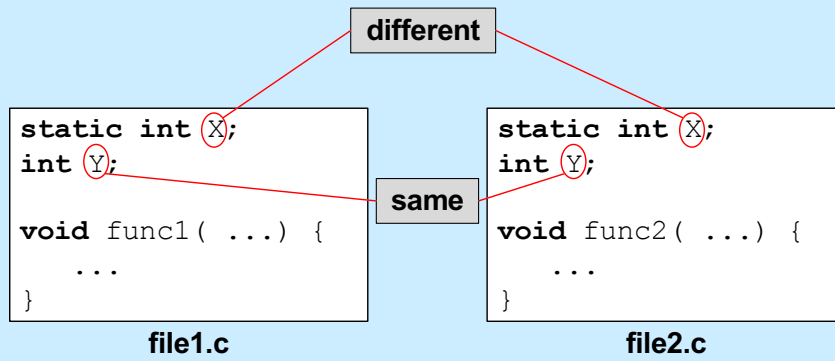 different
static int X;
int Y;
void func1( ...) {
...
}
file1.c
same
static int X;
int Y;
void func2( ...) {
...
}
file2.c